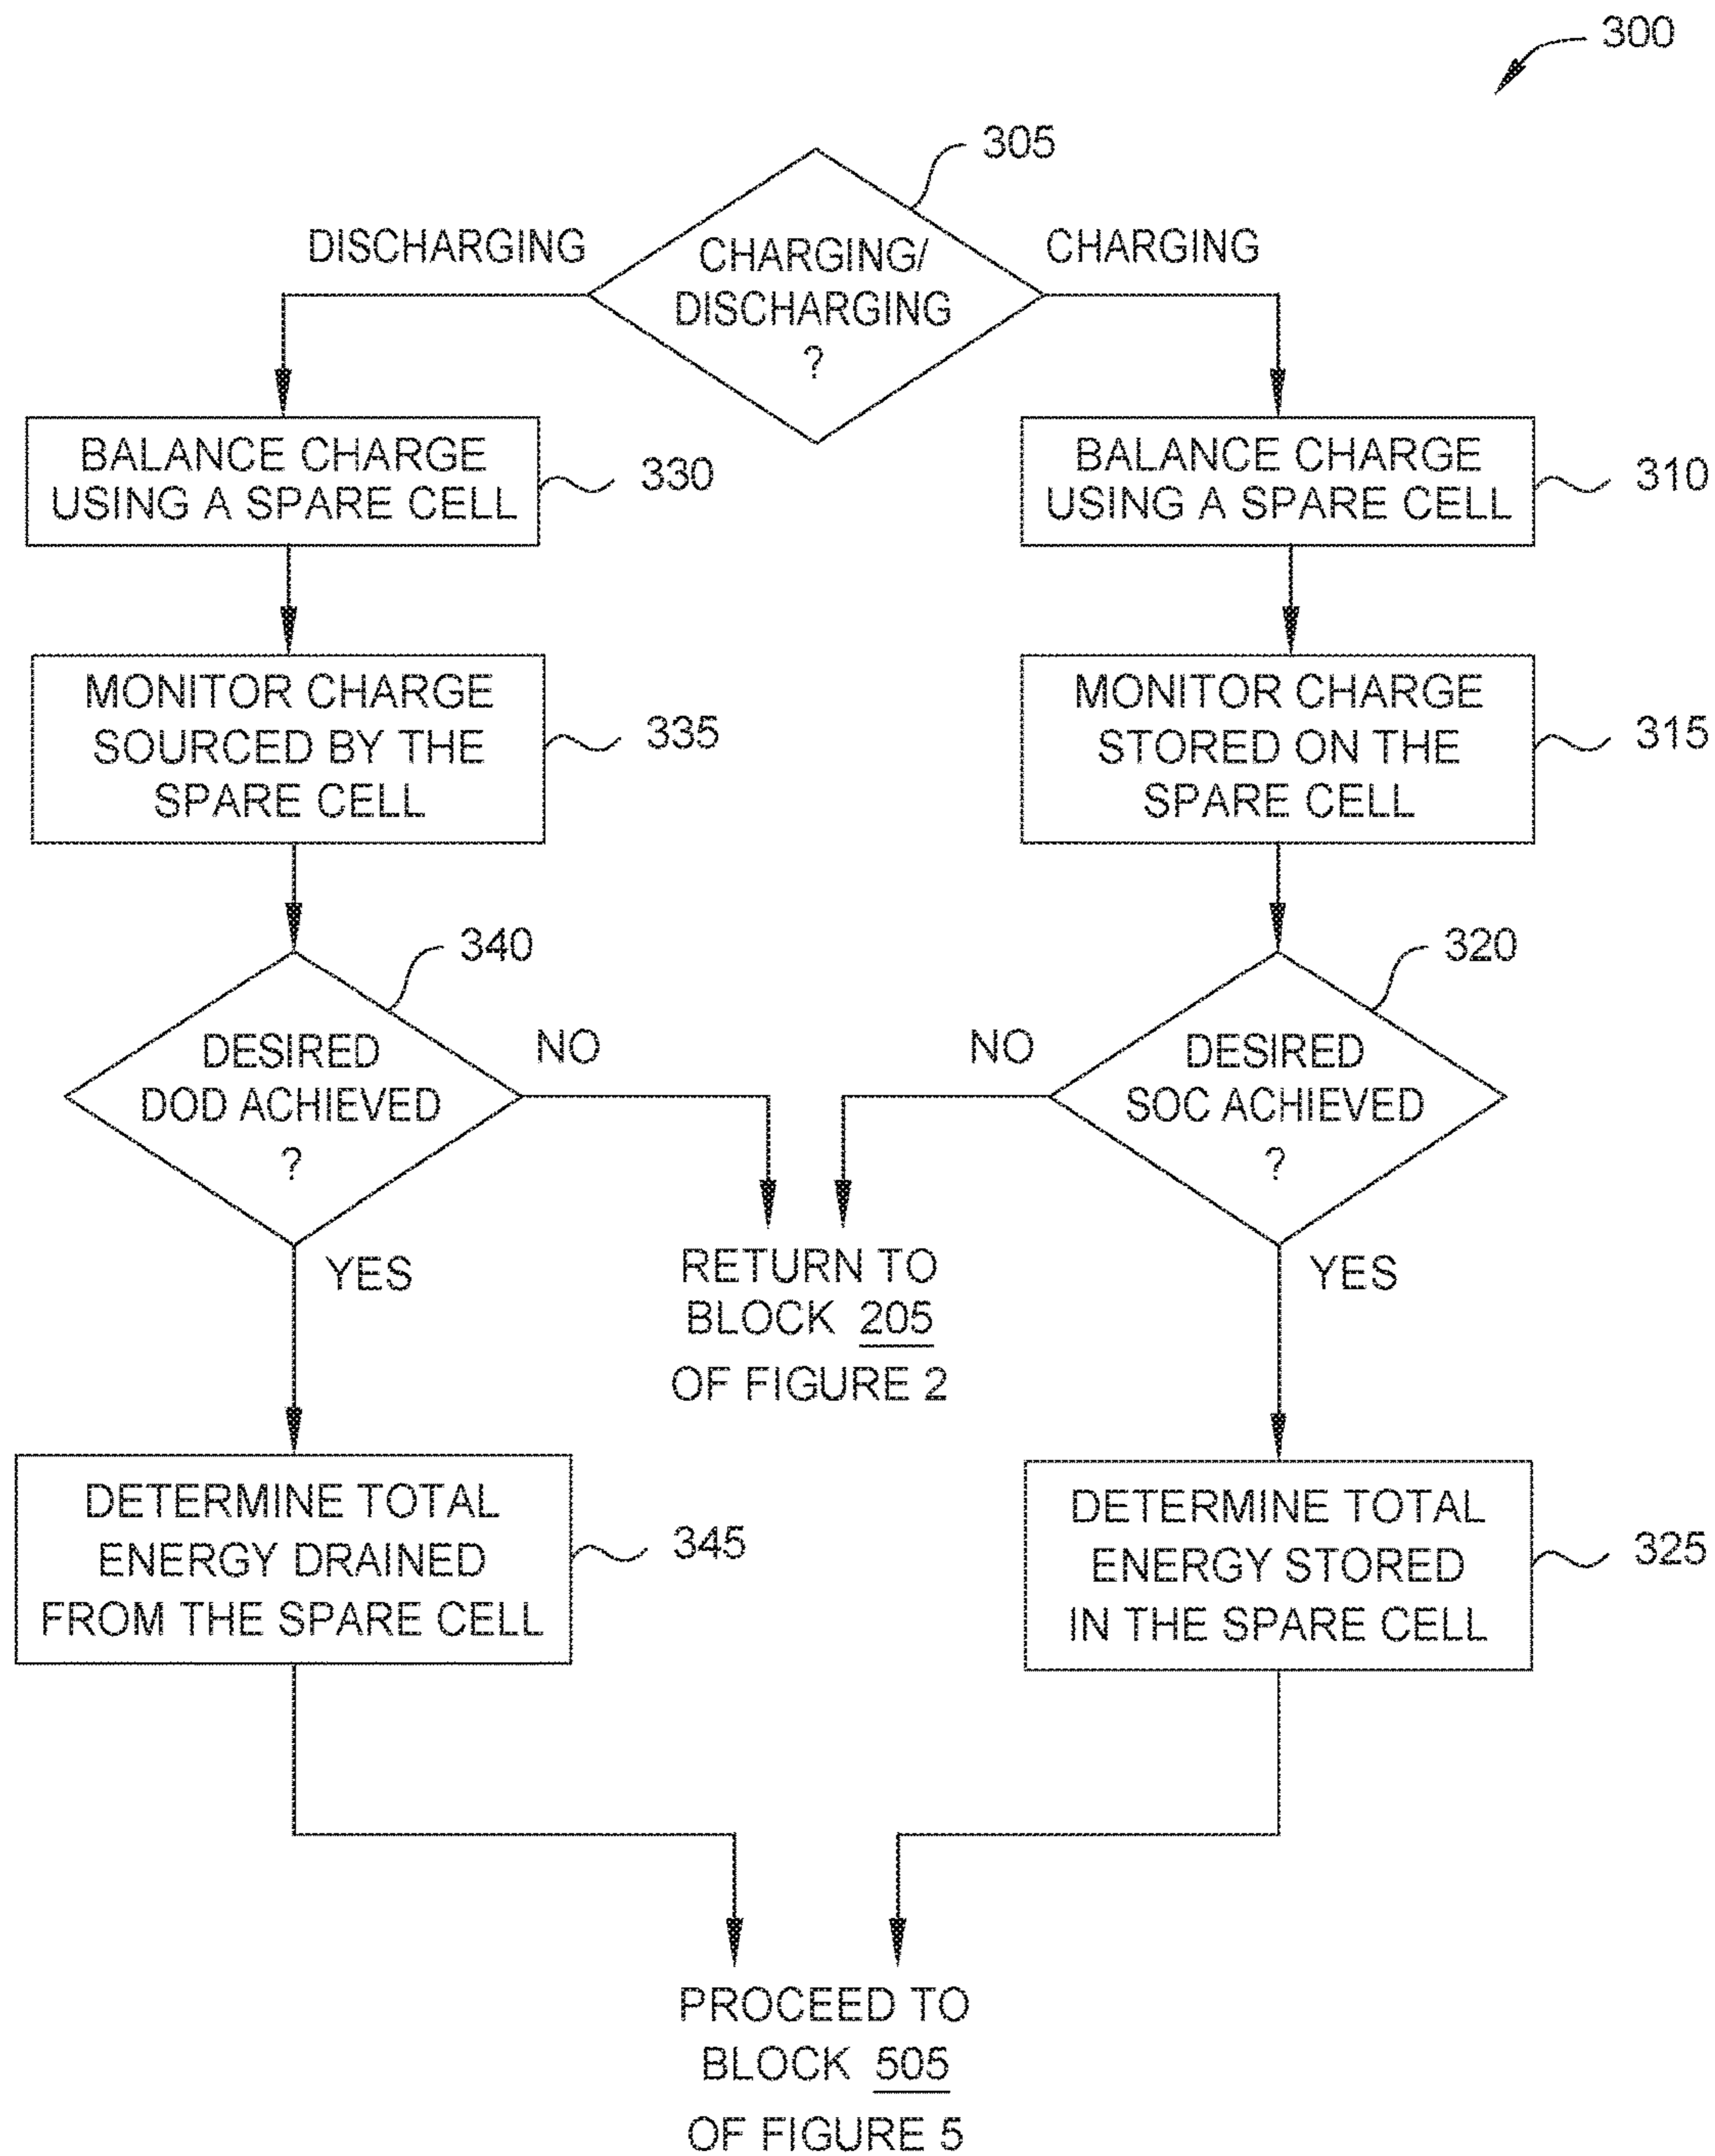 300
305
DISCHARGING
CHARGING/
DISCHARGING
?
CHARGING
BALANCE CHARGE
USING A SPARE CELL
330
BALANCE CHARGE
USING A SPARE CELL
310
MONITOR CHARGE
SOURCED BY THE
SPARE CELL
335
MONITOR CHARGE
STORED ON THE
SPARE CELL
315
340
DESIRED
DOD ACHIEVED
?
NO
YES
320
NO
DESIRED
SOC ACHIEVED
?
YES
RETURN TO
BLOCK 205
OF FIGURE 2
DETERMINE TOTAL
ENERGY DRAINED
FROM THE SPARE CELL
345
DETERMINE TOTAL
ENERGY STORED
IN THE SPARE CELL
325
PROCEED TO
BLOCK 505
OF FIGURE 5